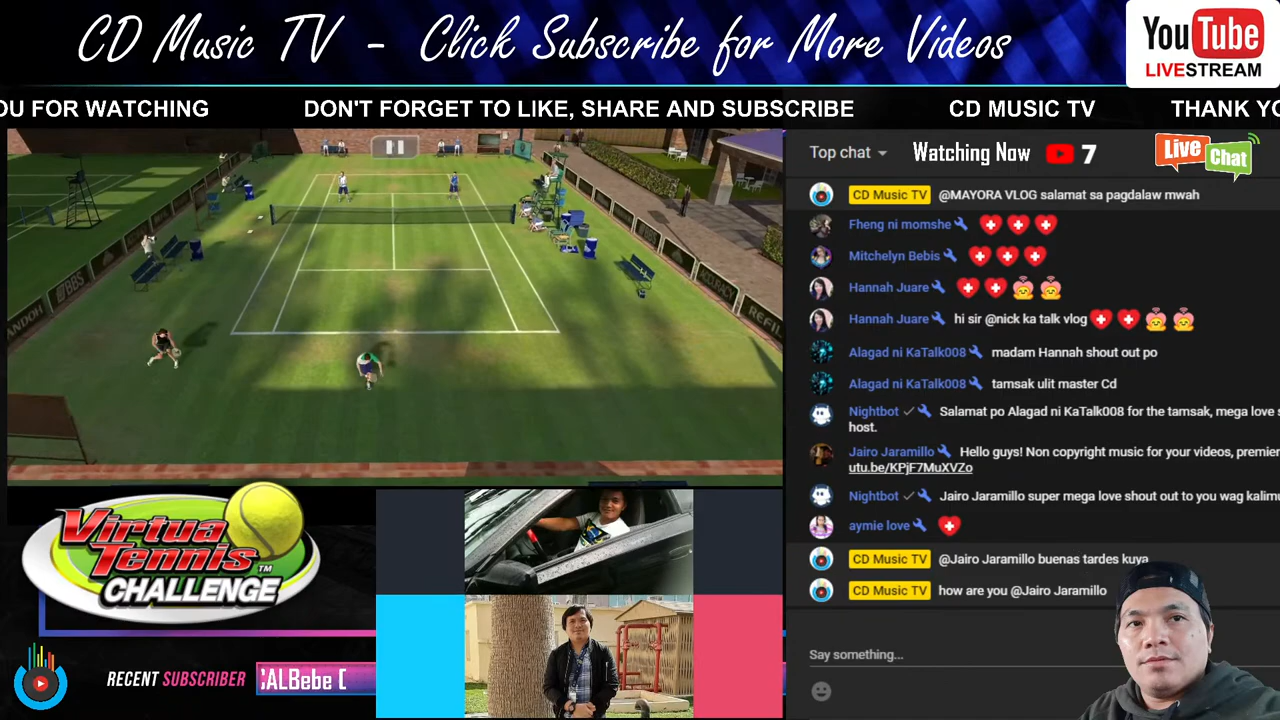 CD Music TV - Click Subscribe for More Videos
YouTube
LIVESTREAM
OU FOR WATCHING DON'T FORGET TO LIKE, SHARE AND SUBSCRIBE CD MUSIC TV THANK YO
Top chat Watching Now 7 Live Chat
CD Music TV @MAYORA VLOG salamat sa pagdalaw mwah
Fheng ni momshe
Mitchelyn Bebis
Hannah Juare
Hannah Juare hi sir @nick ka talk vlog
Alagad ni KaTalk008 madam Hannah shout out po
Alagad ni KaTalk008 tamsak ulit master Cd
Nightbot Salamat po Alagad ni KaTalk008 for the tamsak, mega love s
host.
Jairo Jaramillo Hello guys! Non copyright music for your videos, premier
utu.be/KPjF7MuXVZo
Nightbot Jairo Jaramillo super mega love shout out to you wag kalimu
aymie love
CD Music TV @Jairo Jaramillo buenas tardes kuya
CD Music TV how are you @Jairo Jaramillo
Say something...
ANDOH
BBS
ACCURACY
REFIL
Virtua
Tennis™
CHALLENGE
RECENT SUBSCRIBER CALBebe